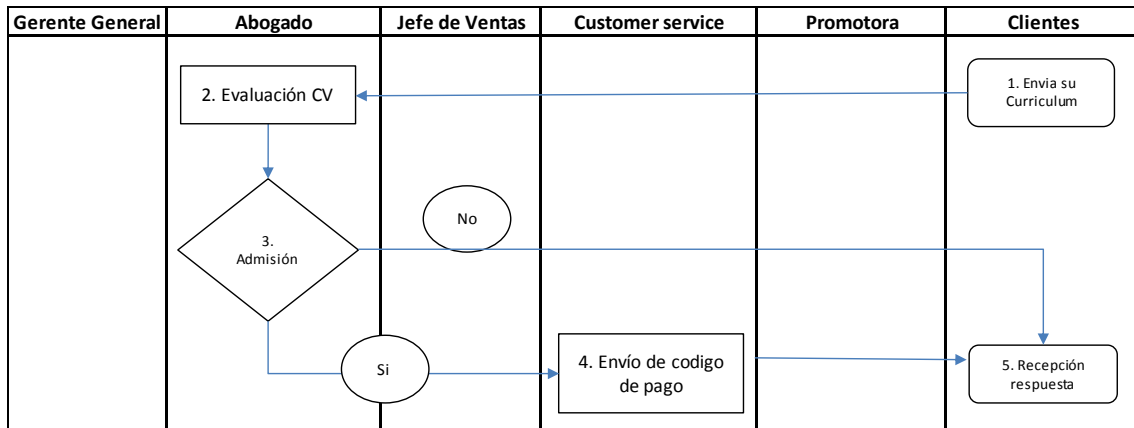 Gerente General
Abogado
Jefe de Ventas
Customer service
Promotora
Clientes
2. Evaluación CV
1. Envia su
Curriculum
No
3.
Admisión
Si
4. Envío de codigo
de pago
5. Recepción
respuesta